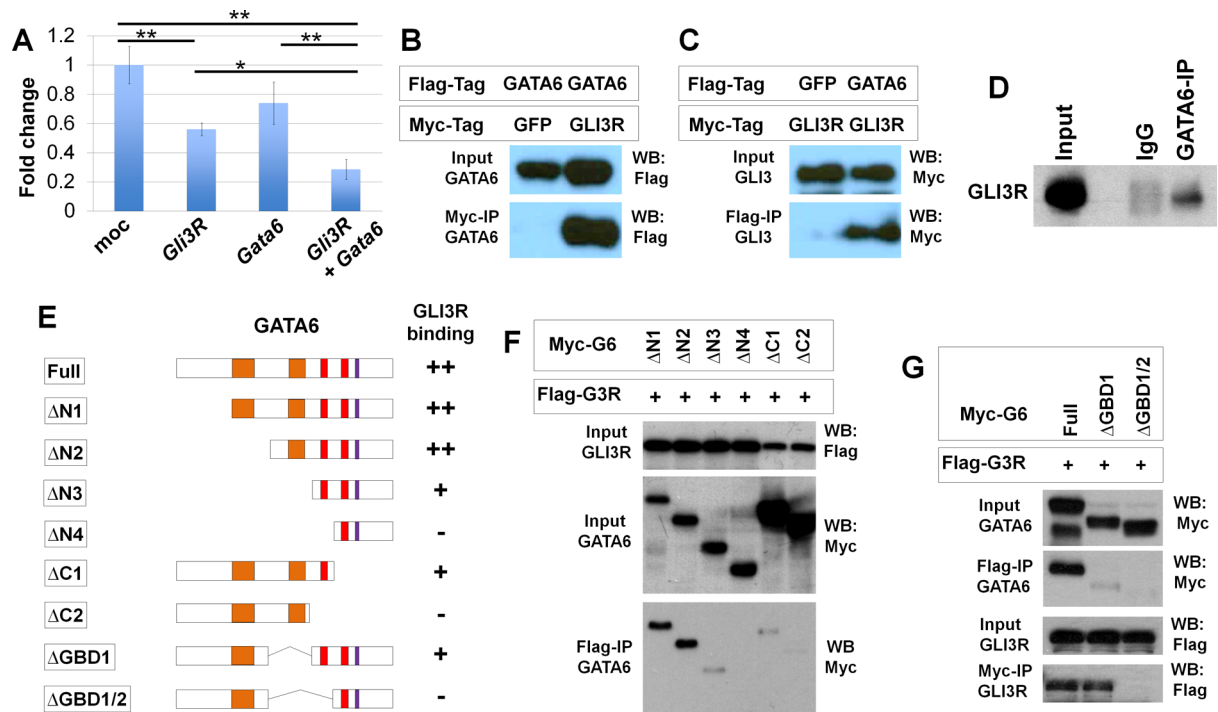 A
Fold change
1.2
1
0.8
0.6
0.4
0.2
0
**
**
**
*
moc
Gli3R
Gata6
Gli3R
+ Gata6
B
Flag-Tag GATA6 GATA6
Myc-Tag GFP GLI3R
Input
GATA6
WB:
Flag
Myc-IP
GATA6
WB:
Flag
C
Flag-Tag GFP GATA6
Myc-Tag GLI3R GLI3R
Input
GLI3
WB:
Myc
Flag-IP
GLI3
WB:
Myc
D
Input
IgG
GATA6-IP
GLI3R
E
GATA6
GLI3R
binding
Full ++
ΔN1 ++
ΔN2 ++
ΔN3 +
ΔN4 -
ΔC1 +
ΔC2 -
ΔGBD1 +
ΔGBD1/2 -
F
Myc-G6 ΔN1 ΔN2 ΔN3 ΔN4 ΔC1 ΔC2
Flag-G3R + + + + + +
Input
GLI3R
WB:
Flag
Input
GATA6
WB:
Myc
Flag-IP
GATA6
WB
Myc
G
Myc-G6 Full ΔGBD1 ΔGBD1/2
Flag-G3R + + +
Input
GATA6
WB:
Myc
Flag-IP
GATA6
WB:
Myc
Input
GLI3R
WB:
Flag
Myc-IP
GLI3R
WB:
Flag